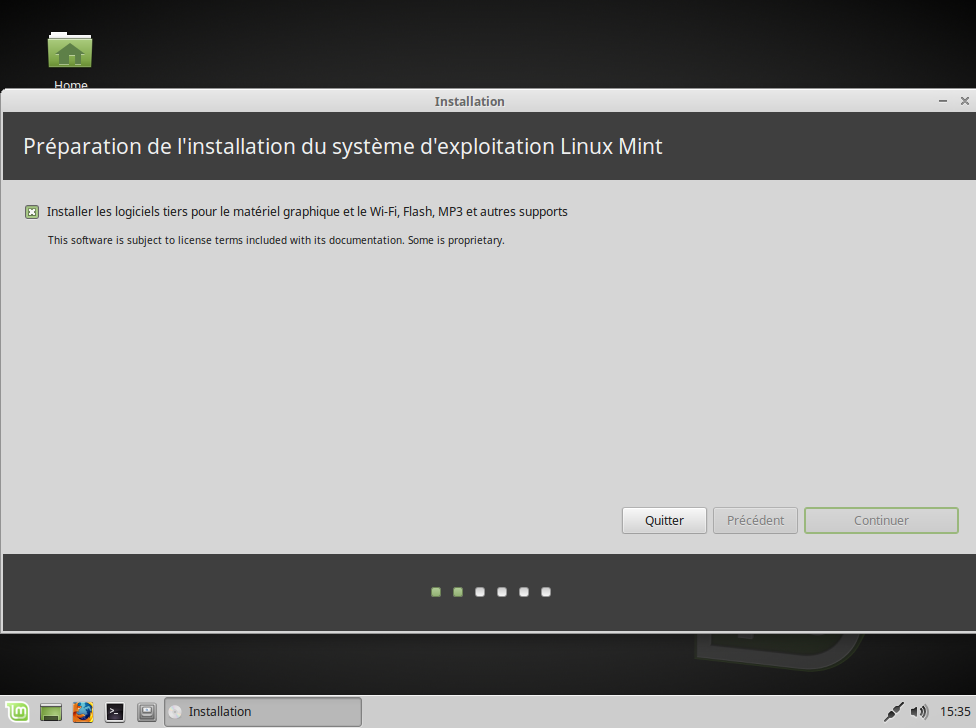 Home
Installation
Préparation de l'installation du système d'exploitation Linux Mint
Installer les logiciels tiers pour le matériel graphique et le Wi-Fi, Flash, MP3 et autres supports
This software is subject to license terms included with its documentation. Some is proprietary.
Quitter Précédent Continuer
Installation 15:35